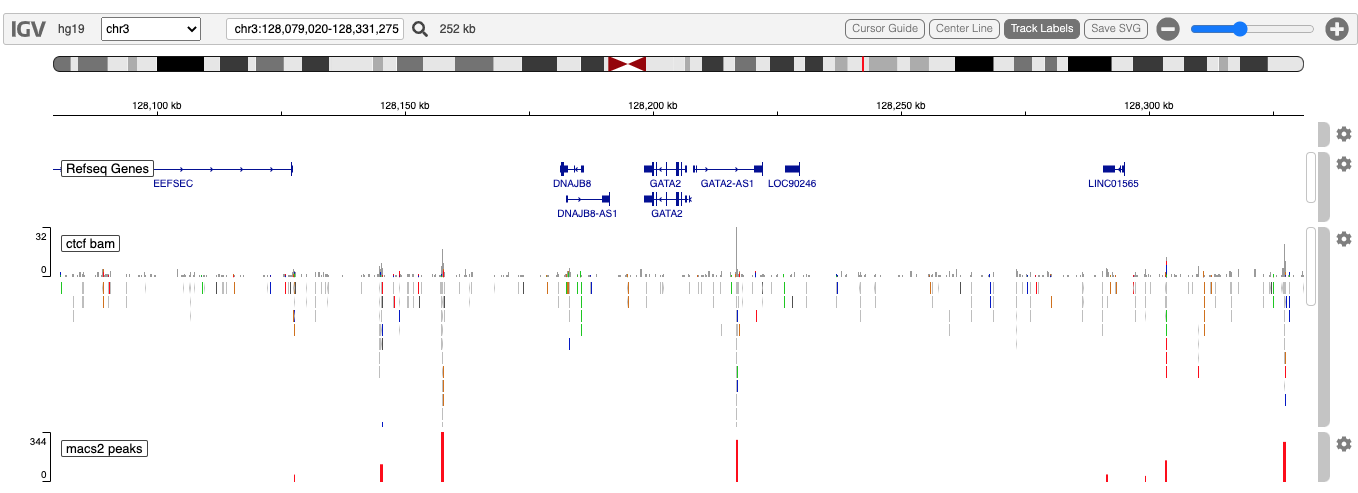 IGV hg19 chr3 chr3:128,079,020-128,331,275 252 kb Cursor Guide Center Line Track Labels Save SVG
128,100 kb 128,150 kb 128,200 kb 128,250 kb 128,300 kb
Refseq Genes
EEFSEC DNAJB8 GATA2 GATA2-AS1 LOC90246 LINC01565
DNAJB8-AS1 GATA2
32
ctcf bam
0
344
macs2 peaks
0